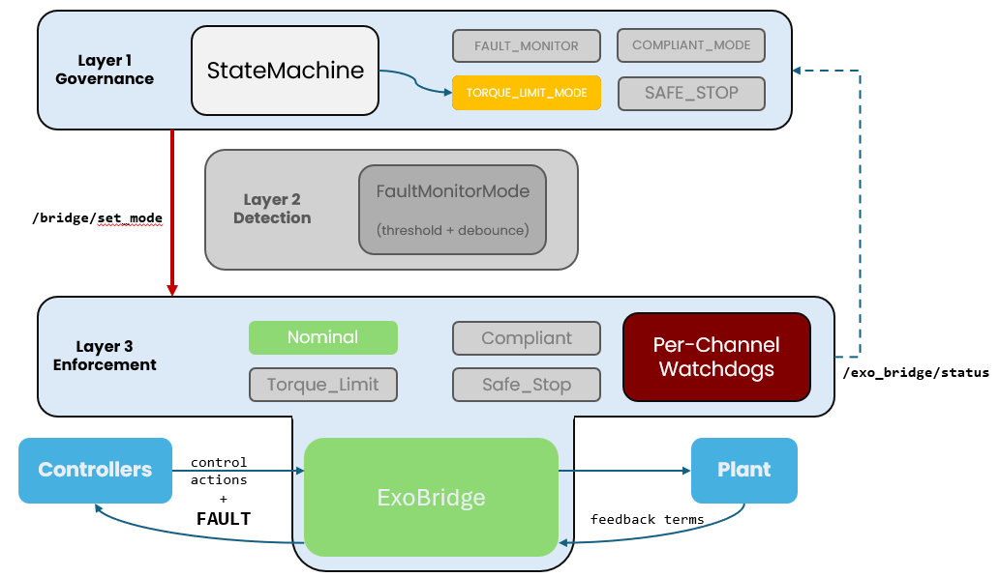 Layer 1
Governance
StateMachine
FAULT_MONITOR
COMPLIANT_MODE
TORQUE_LIMIT_MODE
SAFE_STOP
/bridge/set_mode
Layer 2
Detection
FaultMonitorMode
(threshold + debounce)
Layer 3
Enforcement
Nominal
Compliant
Torque_Limit
Safe_Stop
Per-Channel
Watchdogs
/exo_bridge/status
Controllers
control
actions
+
FAULT
ExoBridge
Plant
feedback terms